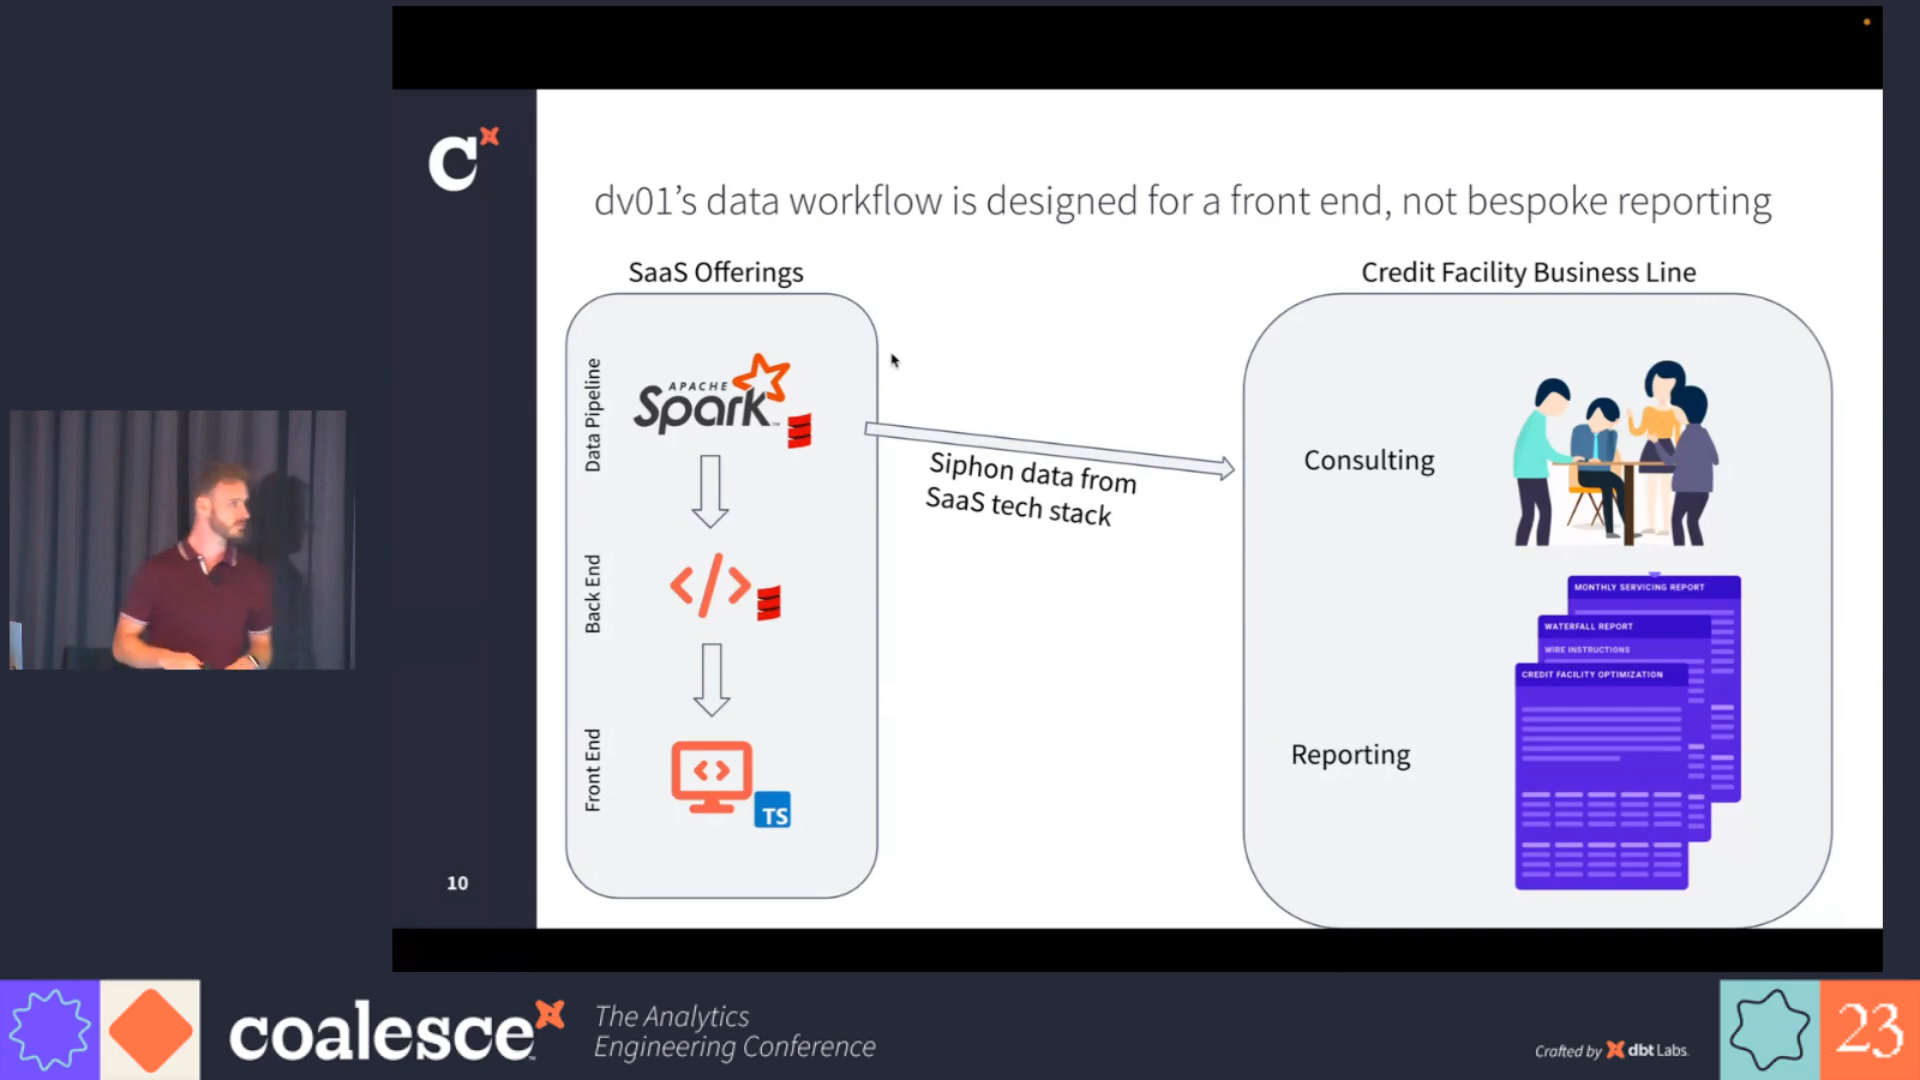 dv01's data workflow is designed for a front end, not bespoke reporting
SaaS Offerings
Credit Facility Business Line
Data Pipeline
APACHE
Spark
Siphon data from
SaaS tech stack
Back End
Front End
TS
Consulting
MONTHLY SERVICING REPORT
WATERFALL REPORT
WIRE INSTRUCTIONS
CREDIT FACILITY OPTIMIZATION
Reporting
10
coalesce
The Analytics
Engineering Conference
Crafted by dbt Labs
23